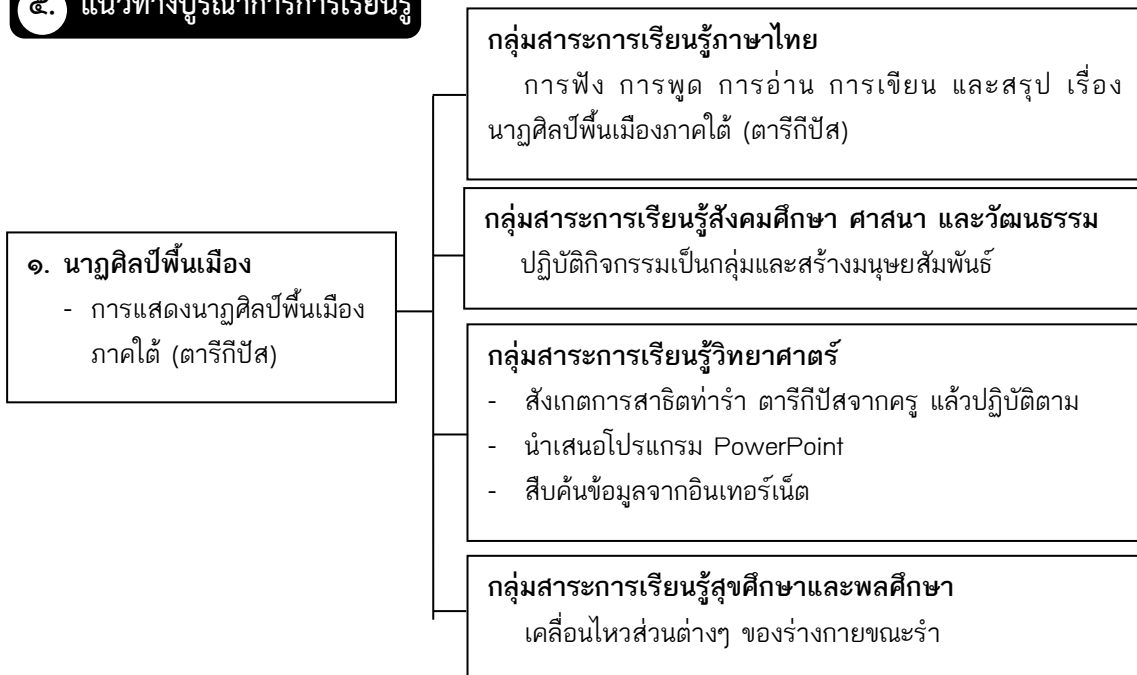 ๕. แนวทางบูรณาการการเรียนรู้
กลุ่มสาระการเรียนรู้ภาษาไทย
การฟัง การพูด การอ่าน การเขียน และสรุป เรื่อง
นาฏศิลป์พื้นเมืองภาคใต้ (ตารีกีปัส)
กลุ่มสาระการเรียนรู้สังคมศึกษา ศาสนา และวัฒนธรรม
ปฏิบัติกิจกรรมเป็นกลุ่มและสร้างมนุษยสัมพันธ์
๑. นาฏศิลป์พื้นเมือง
- การแสดงนาฏศิลป์พื้นเมือง
ภาคใต้ (ตารีกีปัส)
กลุ่มสาระการเรียนรู้วิทยาศาตร์
- สังเกตการสาธิตท่ารำ ตารีกีปัสจากครู แล้วปฏิบัติตาม
- นำเสนอโปรแกรม PowerPoint
- สืบค้นข้อมูลจากอินเทอร์เน็ต
กลุ่มสาระการเรียนรู้สุขศึกษาและพลศึกษา
เคลื่อนไหวส่วนต่างๆ ของร่างกายขณะรำ